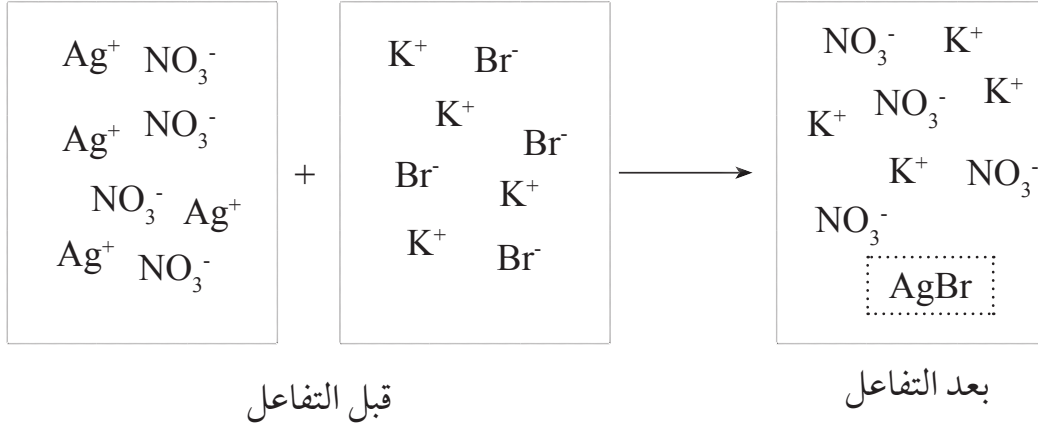 Ag⁺ NO₃⁻
Ag⁺ NO₃⁻
NO₃⁻ Ag⁺
Ag⁺ NO₃⁻
+
K⁺ Br⁻
K⁺
Br⁻
Br⁻
K⁺
K⁺
Br⁻
NO₃⁻ K⁺
K⁺
NO₃⁻
K⁺
K⁺ NO₃⁻
NO₃⁻
AgBr
قبل التفاعل
بعد التفاعل